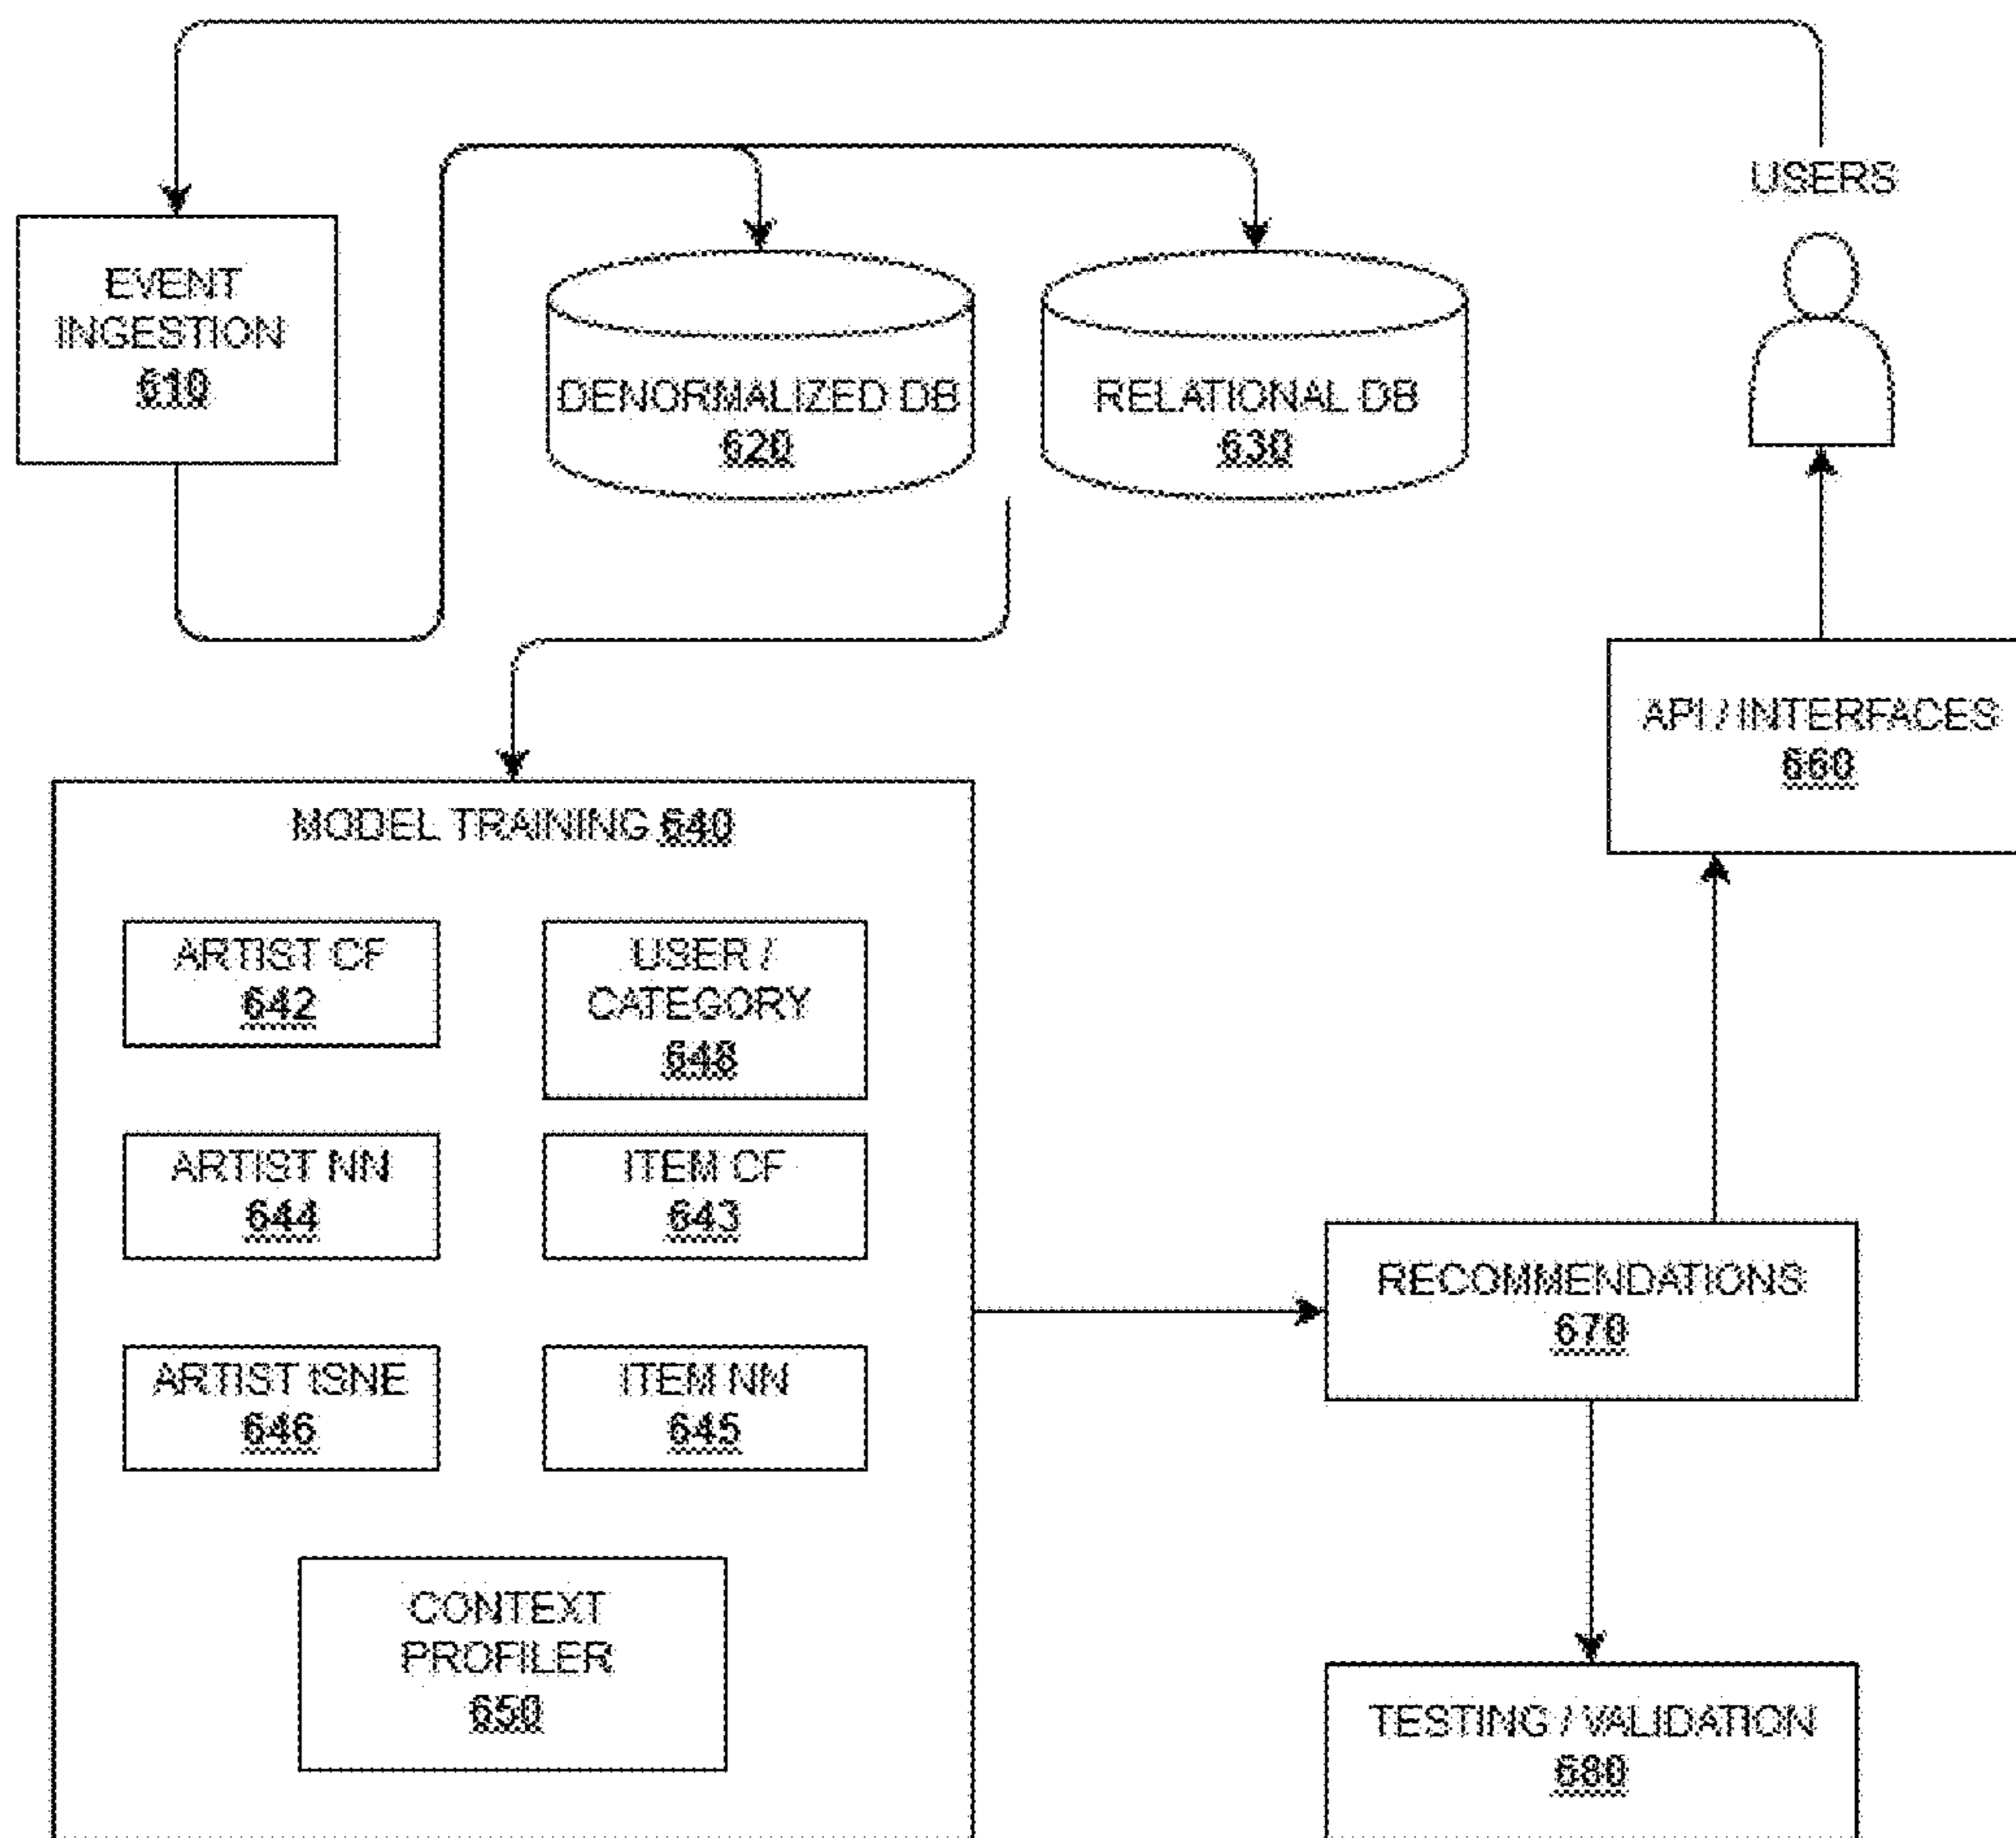 USERS
EVENT
INGESTION
610
DENORMALIZED DB
620
RELATIONAL DB
630
API / INTERFACES
660
MODEL TRAINING 640
ARTIST CF
642
USER /
CATEGORY
648
ARTIST NN
644
ITEM CF
643
ARTIST tSNE
646
ITEM NN
645
CONTEXT
PROFILER
650
RECOMMENDATIONS
670
TESTING / VALIDATION
680